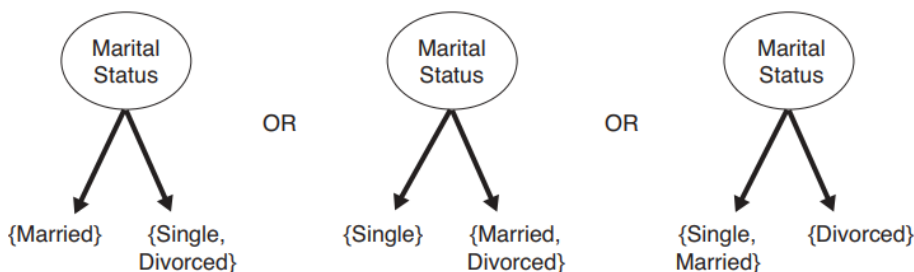 Marital
Status
OR
Marital
Status
OR
Marital
Status
{Married}
{Single,
Divorced}
{Single}
{Married,
Divorced}
{Single,
Married}
{Divorced}